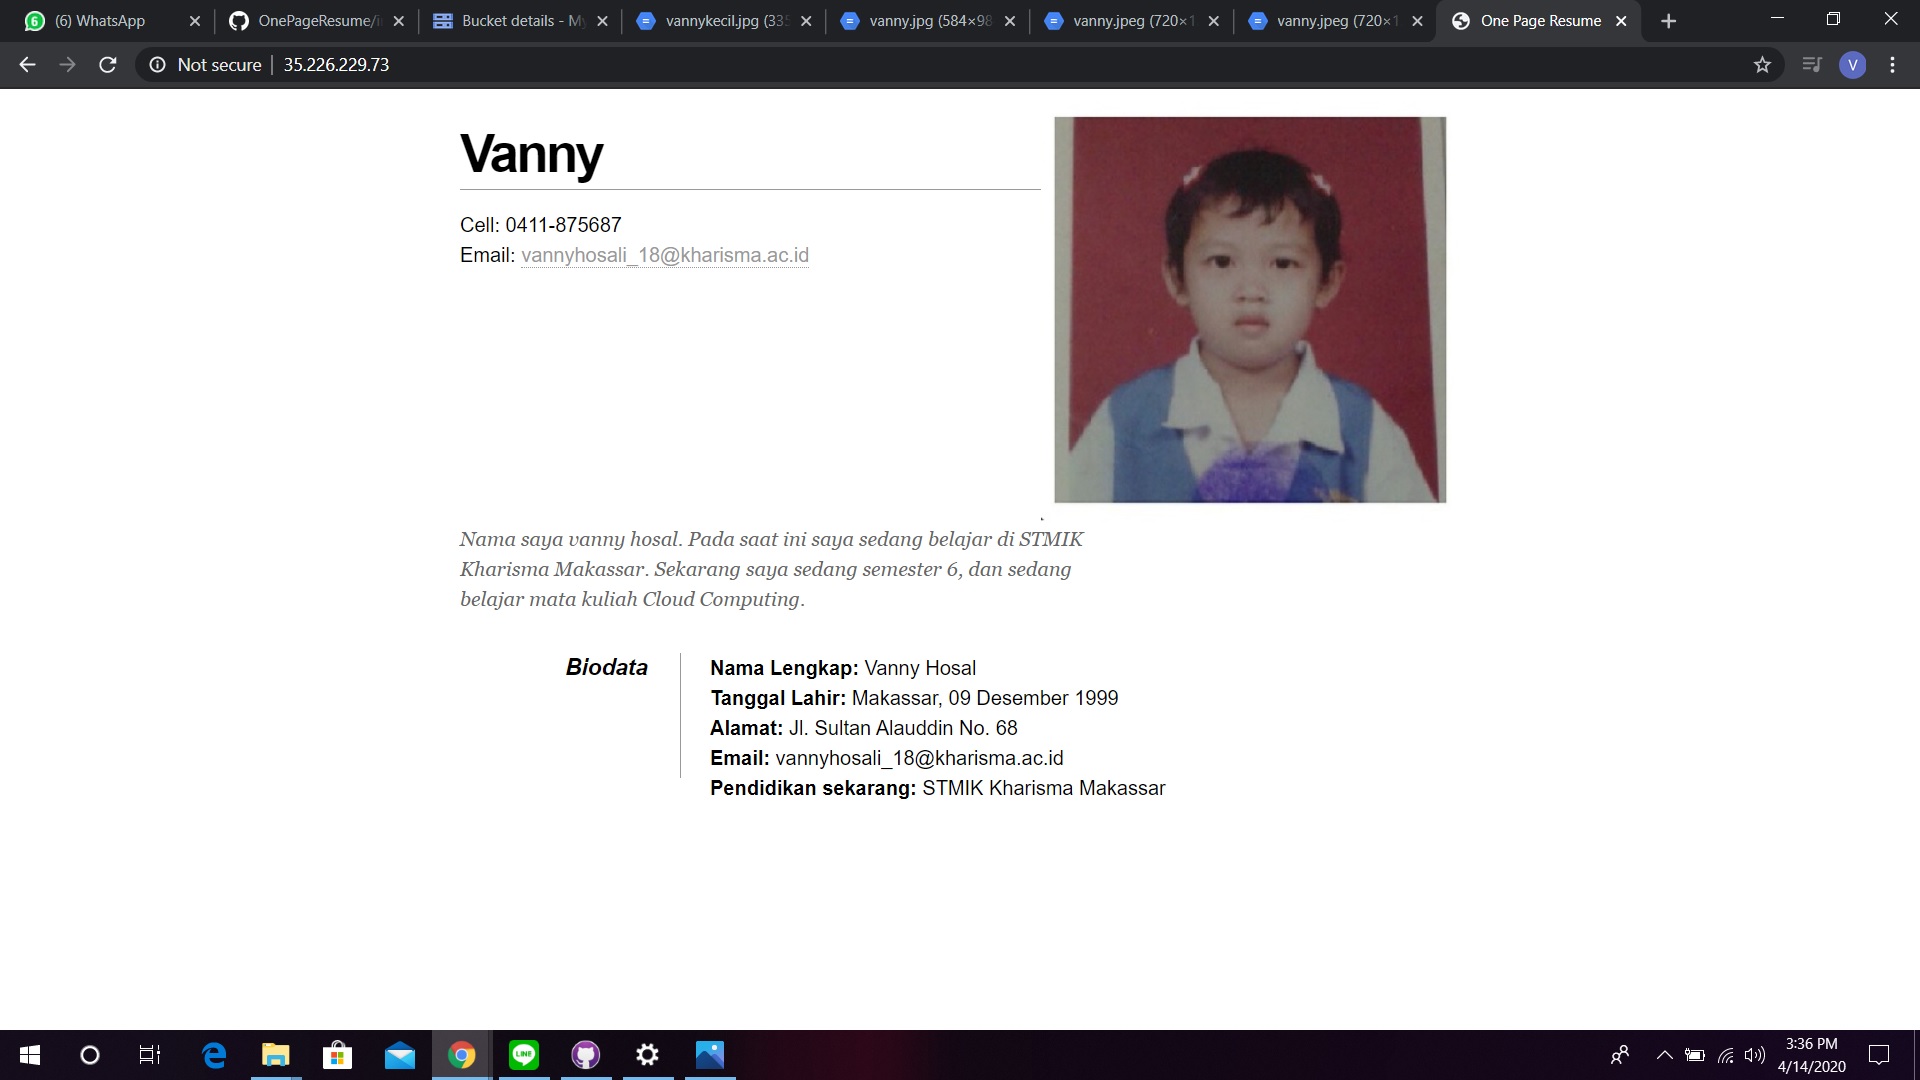 (6) WhatsApp
OnePageResume/i
Bucket details - My
vannykecil.jpg (335
vanny.jpg (584×98
vanny.jpeg (720×1
vanny.jpeg (720×1
One Page Resume
Not secure
35.226.229.73
V
Vanny
Cell: 0411-875687
Email: vannyhosali_18@kharisma.ac.id
Nama saya vanny hosal. Pada saat ini saya sedang belajar di STMIK
Kharisma Makassar. Sekarang saya sedang semester 6, dan sedang
belajar mata kuliah Cloud Computing.
Biodata
Nama Lengkap: Vanny Hosal
Tanggal Lahir: Makassar, 09 Desember 1999
Alamat: Jl. Sultan Alauddin No. 68
Email: vannyhosali_18@kharisma.ac.id
Pendidikan sekarang: STMIK Kharisma Makassar
LINE
3:36 PM
4/14/2020